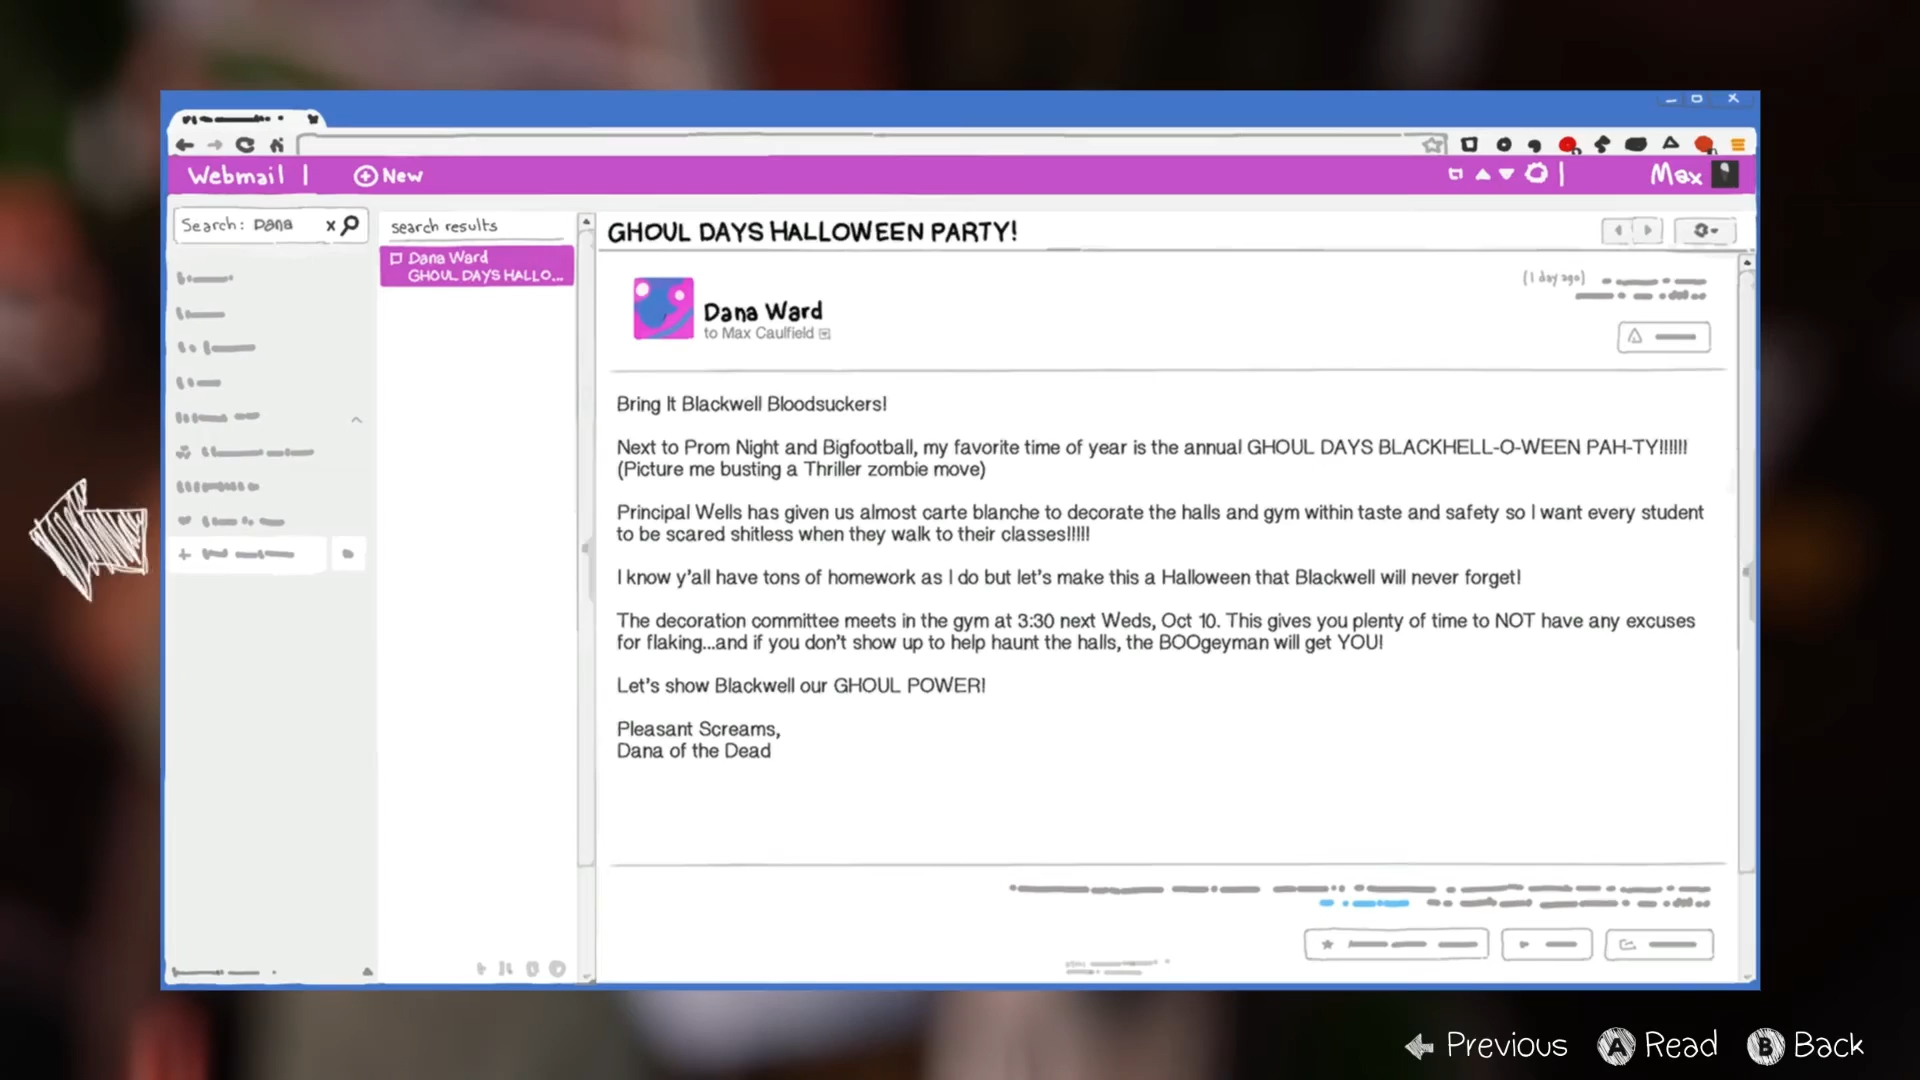 Webmail | New
Max
Search: Dana x
search results
Dana Ward
GHOUL DAYS HALLO...
GHOUL DAYS HALLOWEEN PARTY!
(1 day ago)
Dana Ward
to Max Caulfield
Bring It Blackwell Bloodsuckers!
Next to Prom Night and Bigfootball, my favorite time of year is the annual GHOUL DAYS BLACKHELL-O-WEEN PAH-TY!!!!!!
(Picture me busting a Thriller zombie move)
Principal Wells has given us almost carte blanche to decorate the halls and gym within taste and safety so I want every student
to be scared shitless when they walk to their classes!!!!!
I know y'all have tons of homework as I do but let's make this a Halloween that Blackwell will never forget!
The decoration committee meets in the gym at 3:30 next Weds, Oct 10. This gives you plenty of time to NOT have any excuses
for flaking...and if you don't show up to help haunt the halls, the BOOgeyman will get YOU!
Let's show Blackwell our GHOUL POWER!
Pleasant Screams,
Dana of the Dead
Previous A Read B Back